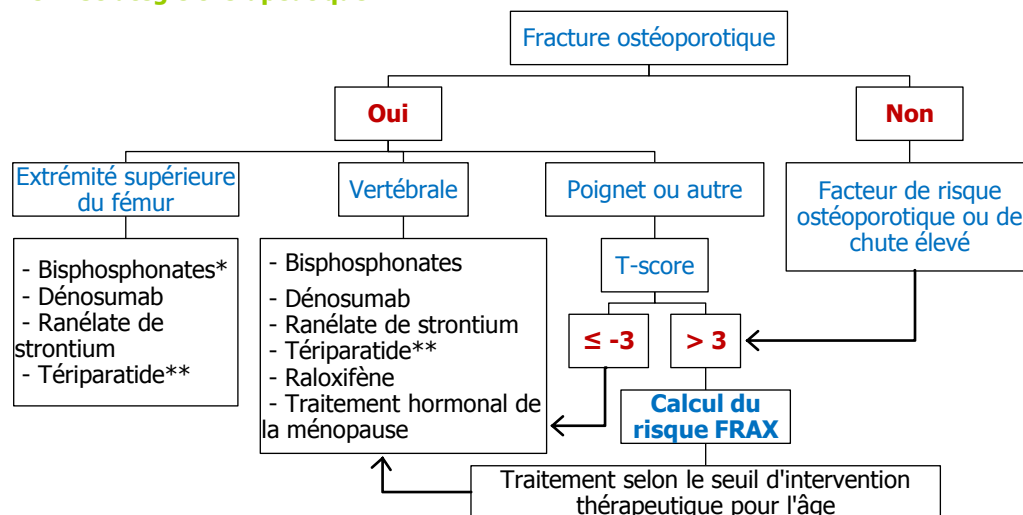 Fracture ostéoporotique
Oui
Non
Extrémité supérieure
du fémur
Vertébrale
Poignet ou autre
Facteur de risque
ostéoporotique ou de
chute élevé
- Bisphosphonates*
- Dénosumab
- Ranélate de
strontium
- Tériparatide**
- Bisphosphonates
- Dénosumab
- Ranélate de strontium
- Tériparatide**
- Raloxifène
- Traitement hormonal de
la ménopause
T-score
≤ -3
> 3
Calcul du
risque FRAX
Traitement selon le seuil d'intervention
thérapeutique pour l'âge